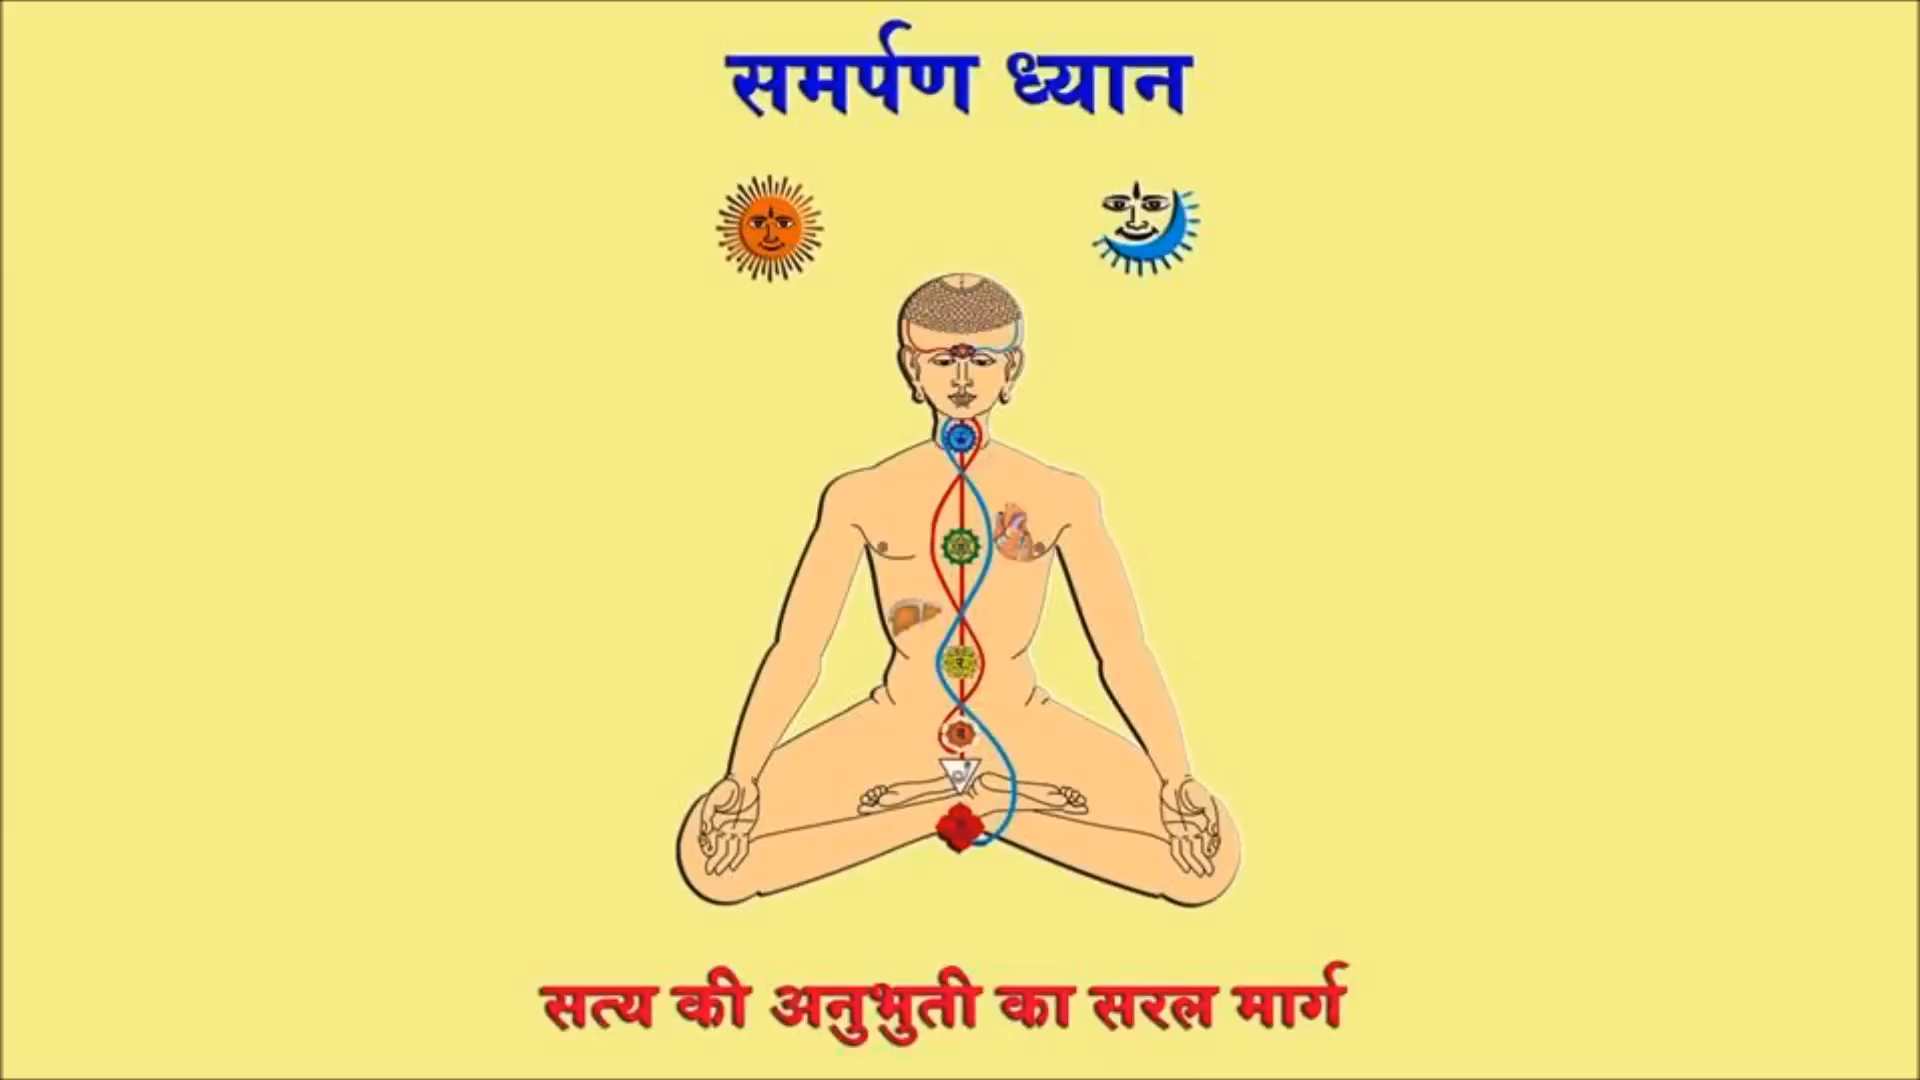 समर्पण ध्यान
र
सत्य की अनुभुती का सरल मार्ग